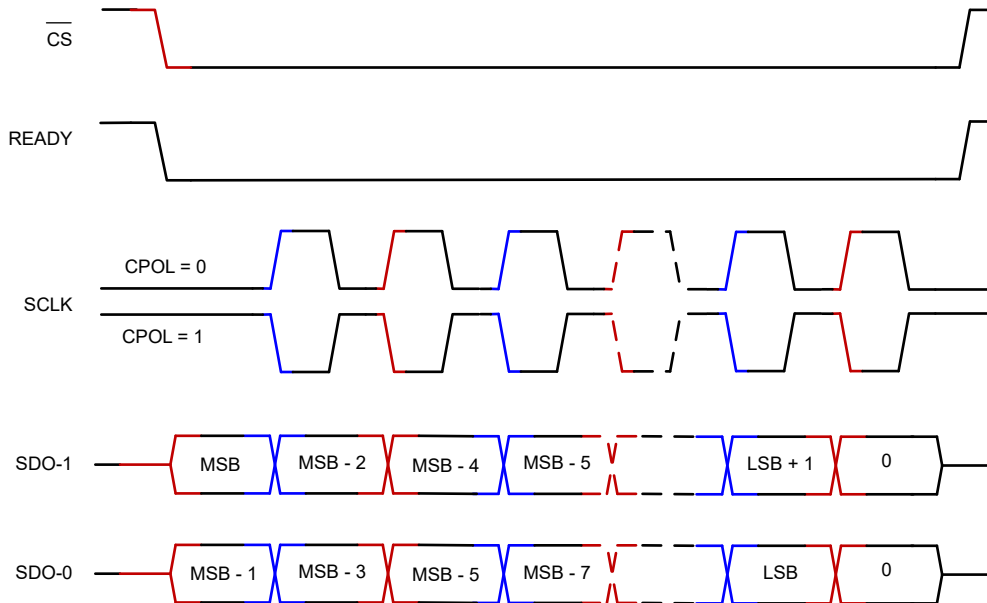 CS
READY
CPOL = 0
SCLK
CPOL = 1
SDO-1 MSB MSB - 2 MSB - 4 MSB - 5 LSB + 1 0
SDO-0 MSB - 1 MSB - 3 MSB - 5 MSB - 7 LSB 0